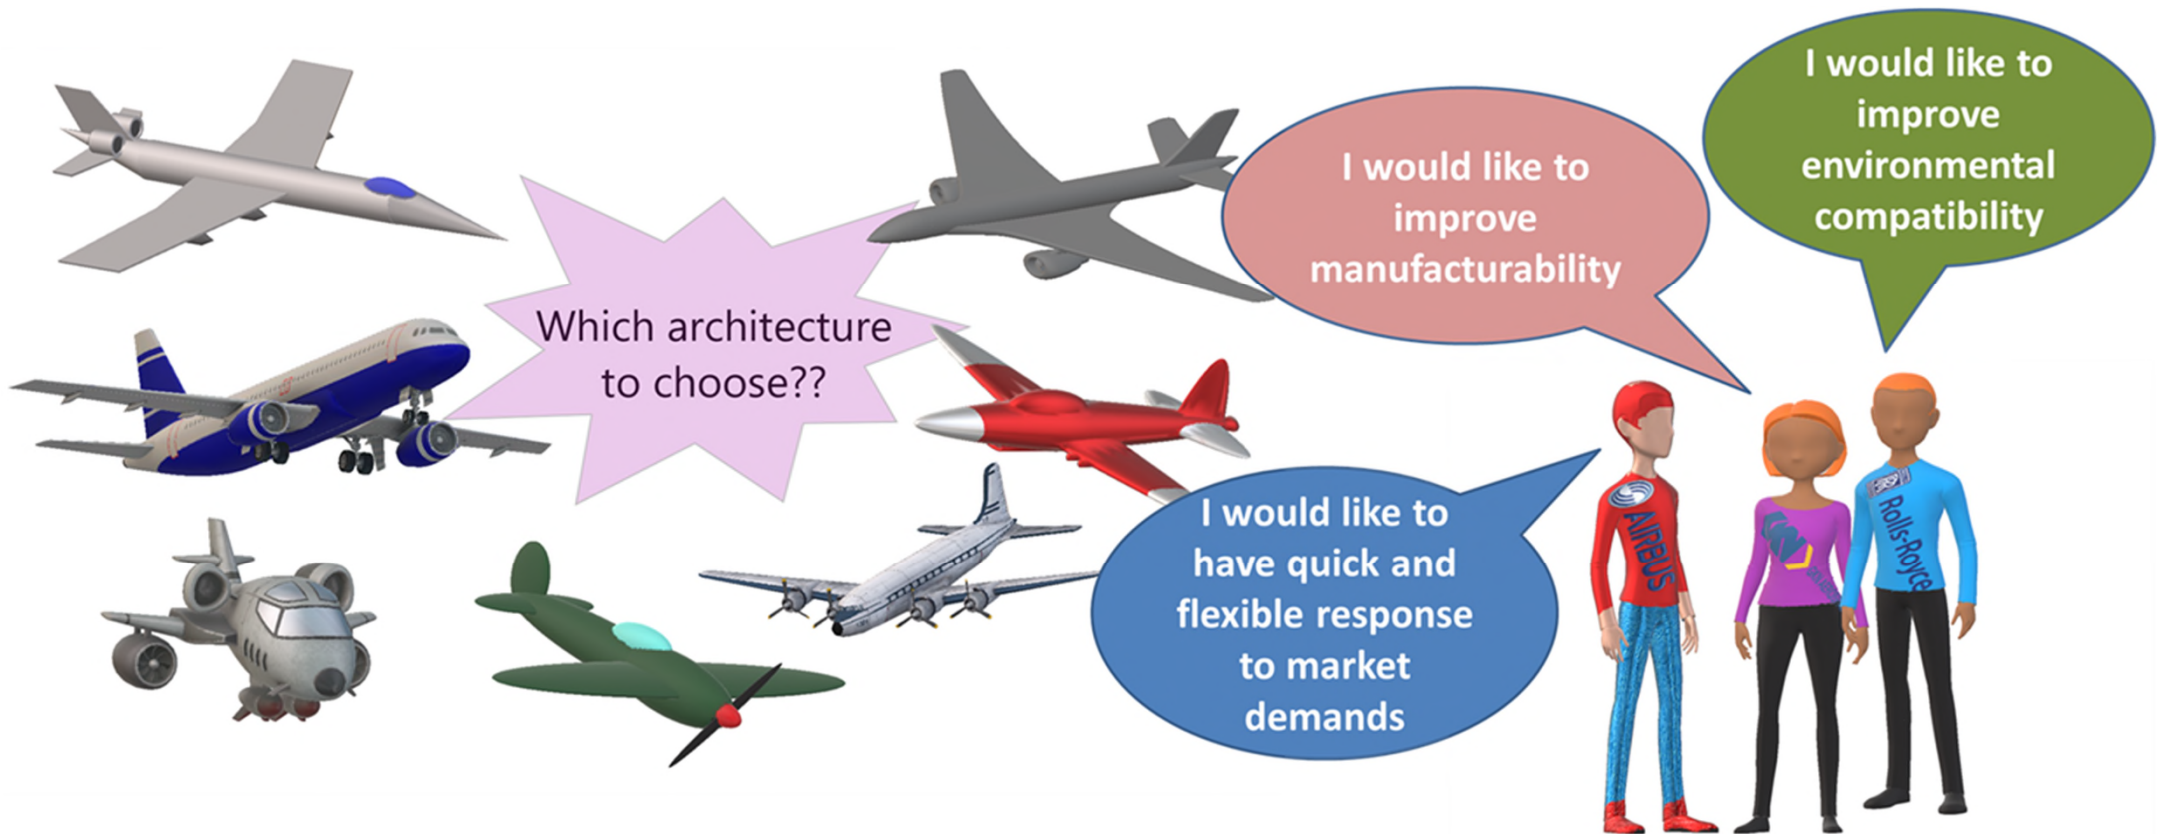 Which architecture
to choose??
I would like to
improve
manufacturability
I would like to
improve
environmental
compatibility
I would like to
have quick and
flexible response
to market
demands
AIRBUS
GKN
Rolls-Royce